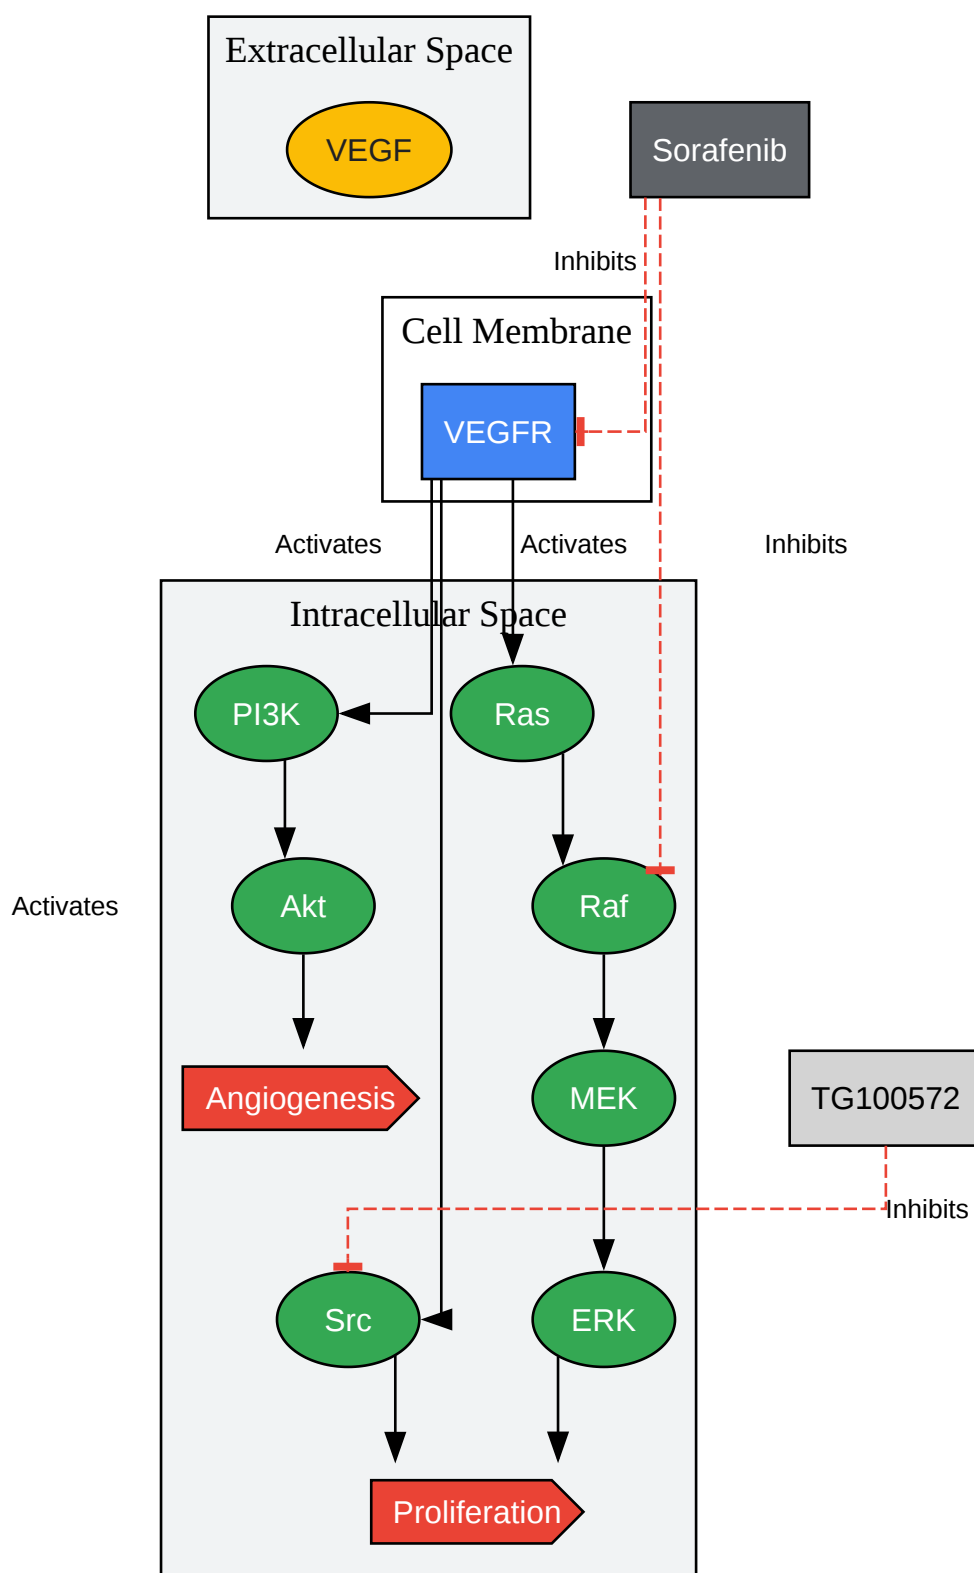 Extracellular Space
VEGF
Sorafenib
Inhibits
Cell Membrane
VEGFR
Activates
Activates
Inhibits
Intracellular Space
PI3K
Ras
Akt
Raf
Activates
Angiogenesis
MEK
TG100572
Inhibits
Src
ERK
Proliferation